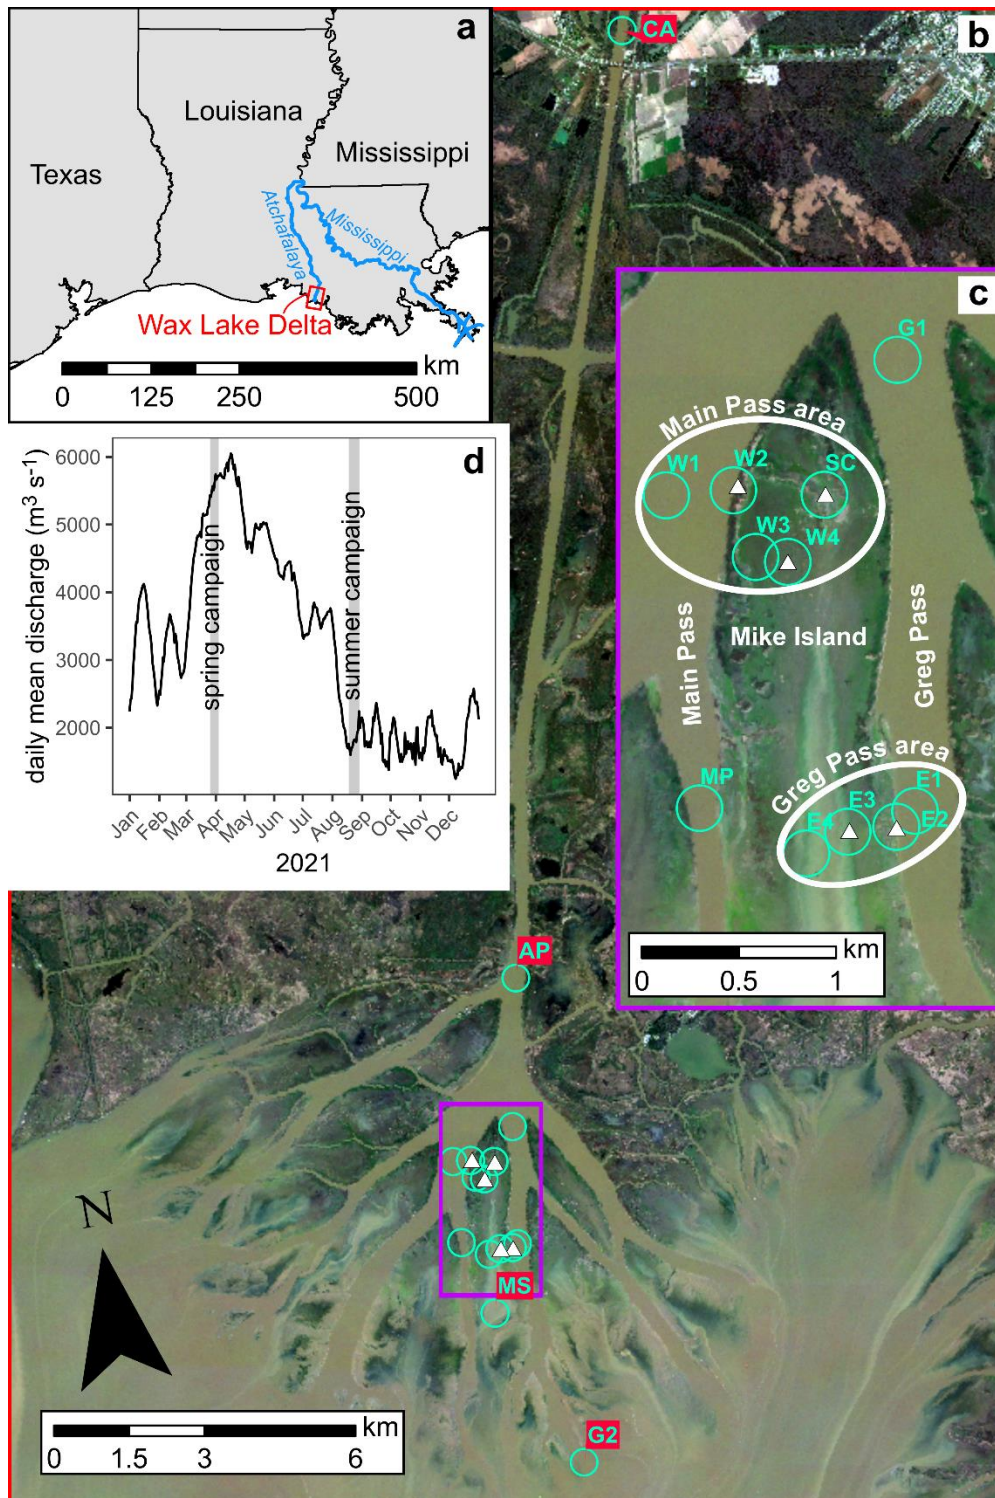 a
Louisiana
Mississippi
Texas
Atchafalaya
Mississippi
Wax Lake Delta
km
0 125 250 500
b
CA
c
G1
Main Pass area
W1 W2 SC
W3 W4
Main Pass
Mike Island
Greg Pass
MP
Greg Pass area
E1
E3
E4 E2
km
0 0.5 1
d
daily mean discharge (m³ s⁻¹)
6000
5000
4000
3000
2000
spring campaign
summer campaign
Jan Feb Mar Apr May Jun Jul Aug Sep Oct Nov Dec
2021
AP
MS
G2
N
km
0 1.5 3 6